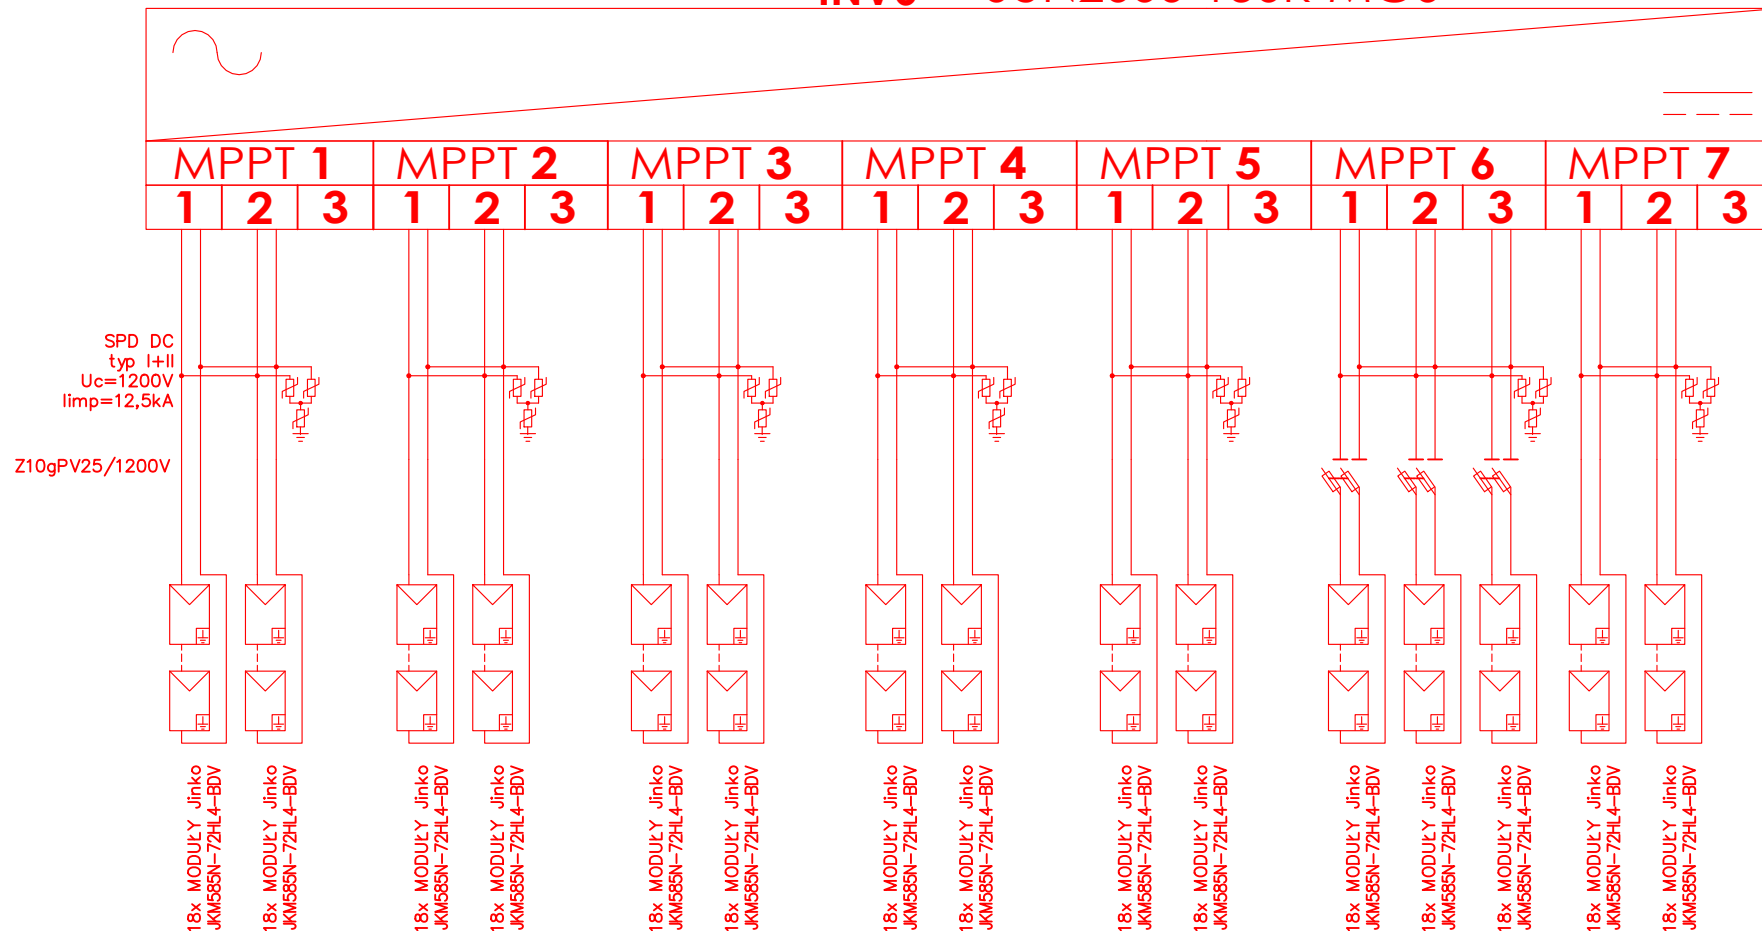 MPPT 1 MPPT 2 MPPT 3 MPPT 4 MPPT 5 MPPT 6 MPPT 7
1 2 3 1 2 3 1 2 3 1 2 3 1 2 3 1 2 3 1 2 3
SPD DC
typ I+II
Uc=1200V
Iimp=12,5kA
Z10gPV25/1200V
18x MODUŁY Jinko
JKM585N-72HL4-BDV
18x MODUŁY Jinko
JKM585N-72HL4-BDV
18x MODUŁY Jinko
JKM585N-72HL4-BDV
18x MODUŁY Jinko
JKM585N-72HL4-BDV
18x MODUŁY Jinko
JKM585N-72HL4-BDV
18x MODUŁY Jinko
JKM585N-72HL4-BDV
18x MODUŁY Jinko
JKM585N-72HL4-BDV
18x MODUŁY Jinko
JKM585N-72HL4-BDV
18x MODUŁY Jinko
JKM585N-72HL4-BDV
18x MODUŁY Jinko
JKM585N-72HL4-BDV
18x MODUŁY Jinko
JKM585N-72HL4-BDV
18x MODUŁY Jinko
JKM585N-72HL4-BDV
18x MODUŁY Jinko
JKM585N-72HL4-BDV
18x MODUŁY Jinko
JKM585N-72HL4-BDV
18x MODUŁY Jinko
JKM585N-72HL4-BDV